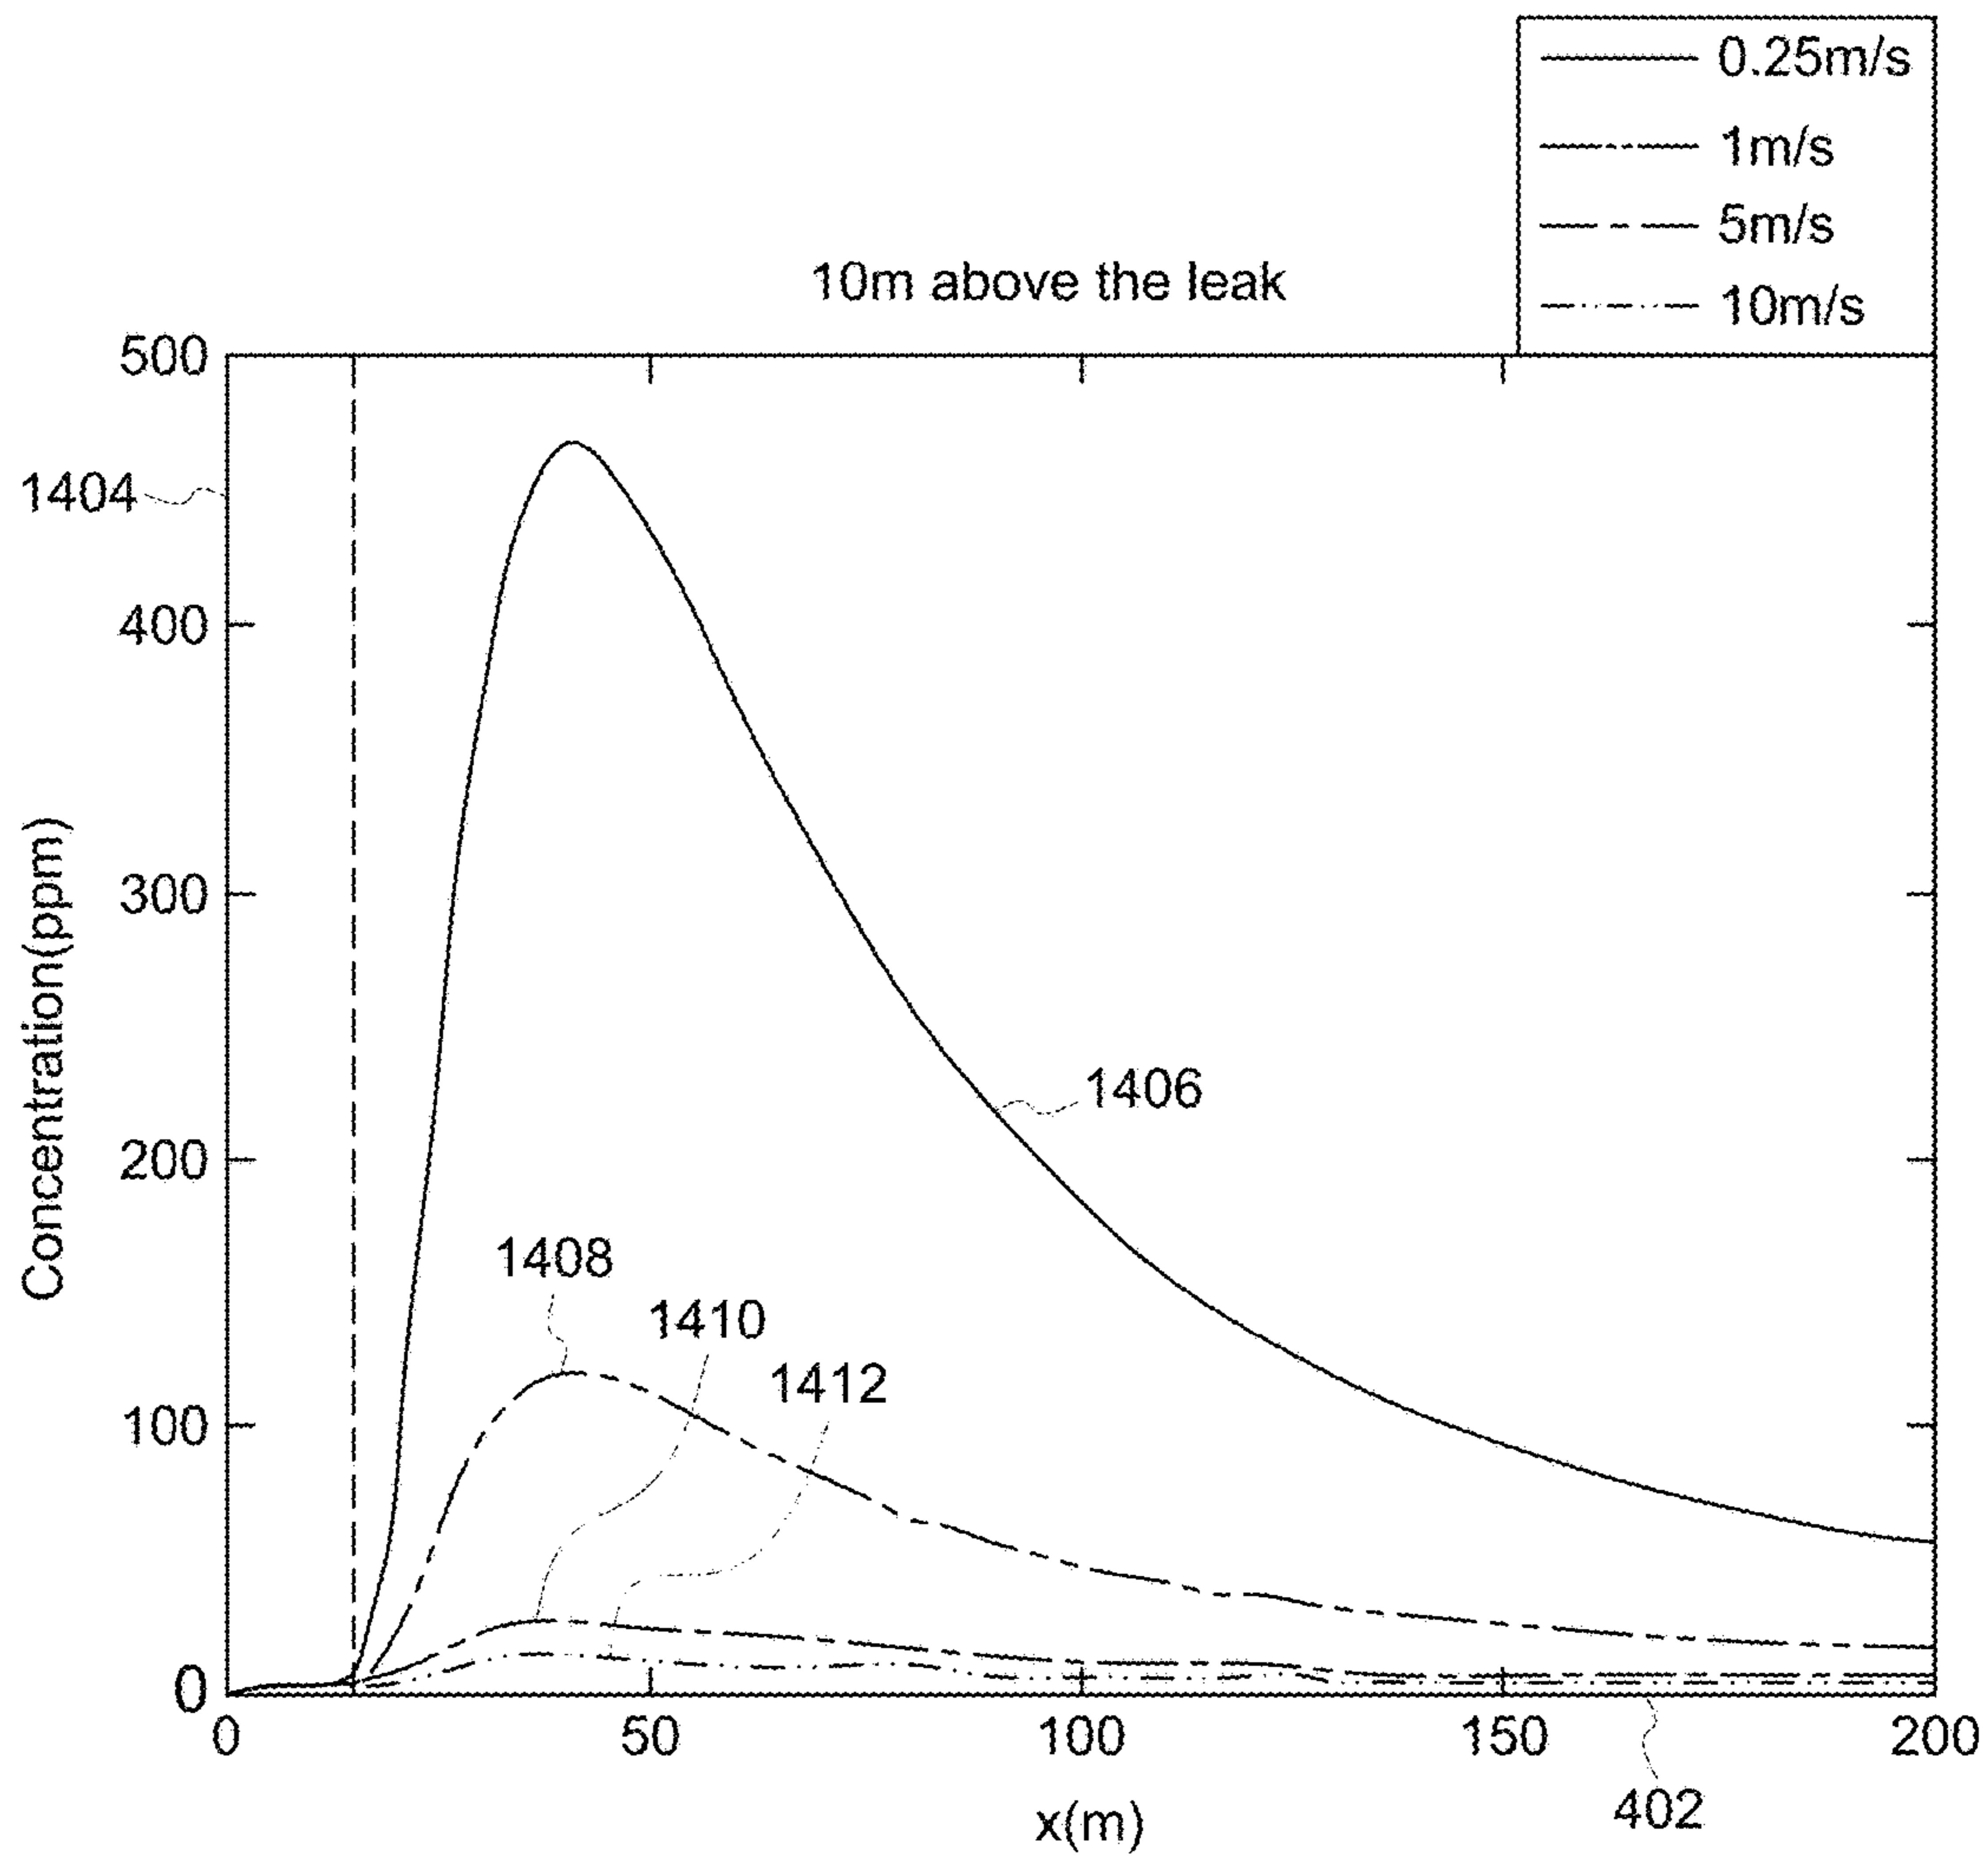 0.25m/s
1m/s
5m/s
10m/s
10m above the leak
500
1404
400
Concentration(ppm)
300
1406
200
1408
1410
1412
100
0
0 50 100 150 200
402
x(m)